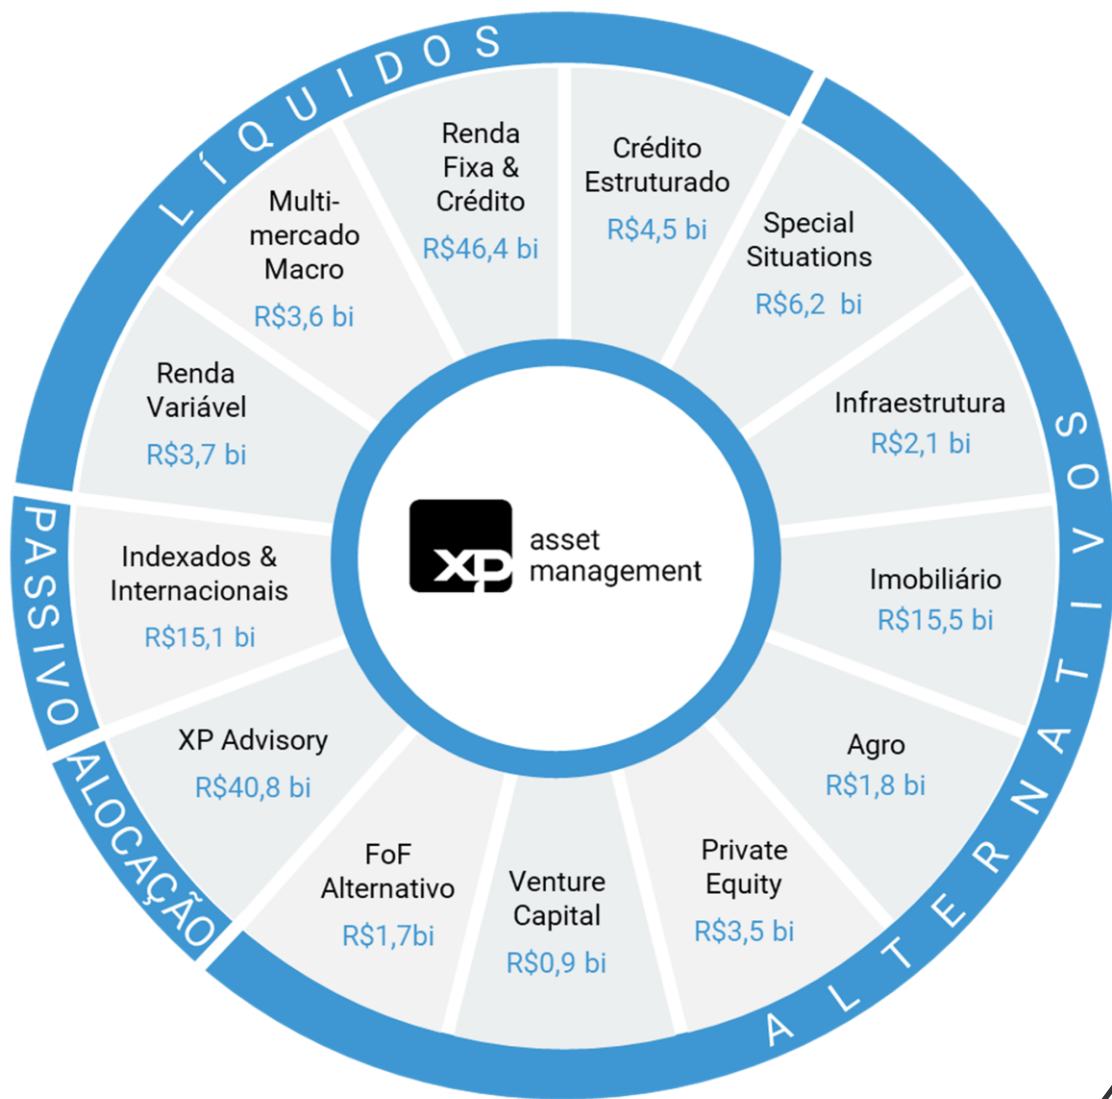 LÍQUIDOS
Renda
Fixa &
Crédito
R$46,4 bi
Crédito
Estruturado
R$4,5 bi
Multi-
mercado
Macro
R$3,6 bi
Special
Situations
R$6,2 bi
Renda
Variável
R$3,7 bi
Infraestrutura
R$2,1 bi
ALTERNATIVOS
PASSIVO
Indexados &
Internacionais
R$15,1 bi
XP asset
management
Imobiliário
R$15,5 bi
ALOCAÇÃO
XP Advisory
R$40,8 bi
Agro
R$1,8 bi
FoF
Alternativo
R$1,7bi
Venture
Capital
R$0,9 bi
Private
Equity
R$3,5 bi